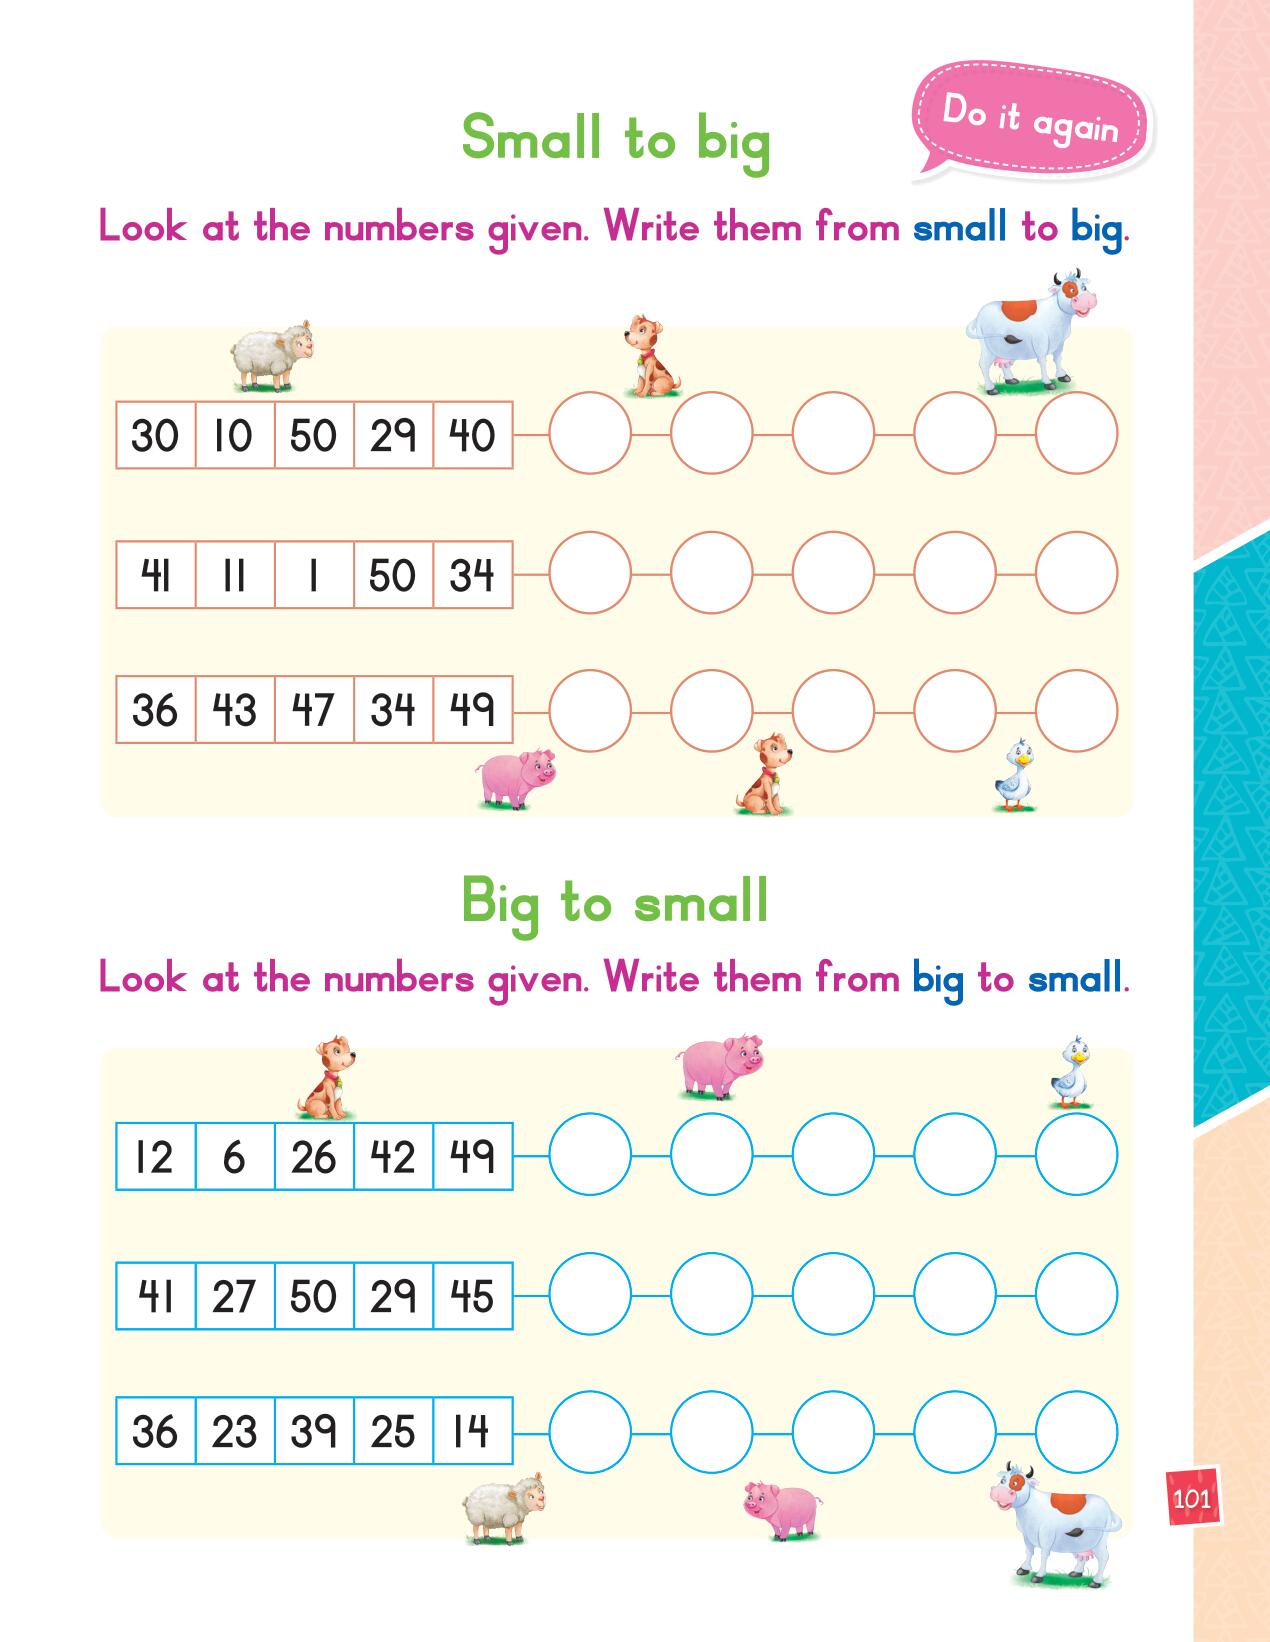 Do it again
Small to big
Look at the numbers given. Write them from small to big.
30 10 50 29 40
41 11 1 50 34
36 43 47 34 49
Big to small
Look at the numbers given. Write them from big to small.
12 6 26 42 49
41 27 50 29 45
36 23 39 25 14
101